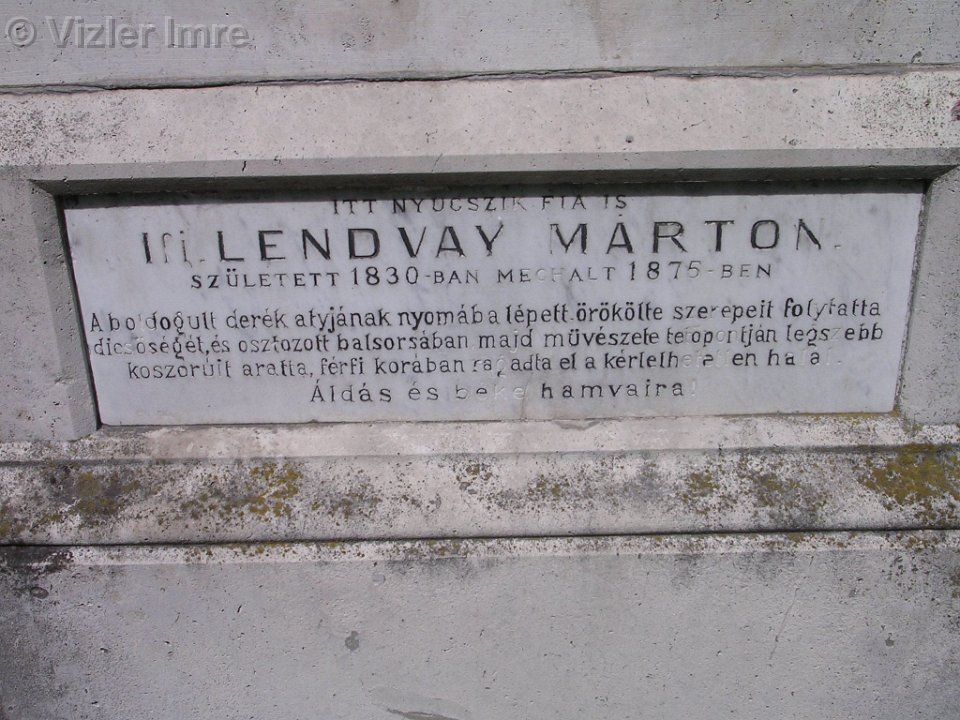 © Vizler Imre
ITT NYUGSZIK FIA IS
Ifj. LENDVAY MÁRTON.
SZÜLETETT 1830-BAN MEGHALT 1875-BEN
A boldogult derék atyjának nyomába lépett. örökölte szerepeit folytatta
dicsőségét, és osztozott balsorsában majd művészete tetőpontján legszebb
koszorúit aratta, férfi korában ragadta el a kérlelhetetlen halál.
Áldás és béke hamvaira!